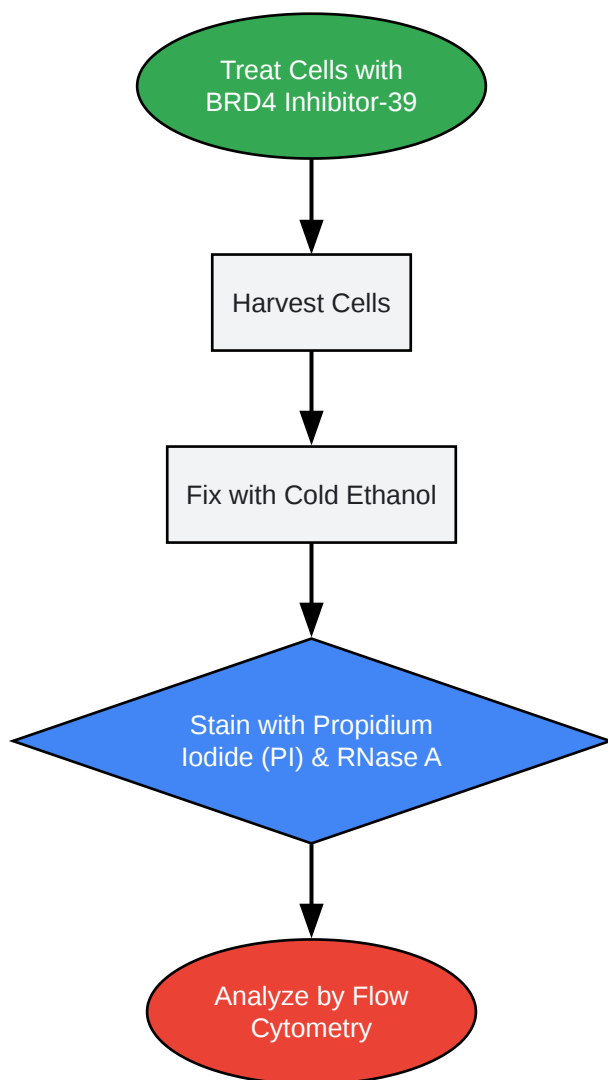 Treat Cells with
BRD4 Inhibitor-39
Harvest Cells
Fix with Cold Ethanol
Stain with Propidium
Iodide (PI) & RNase A
Analyze by Flow
Cytometry